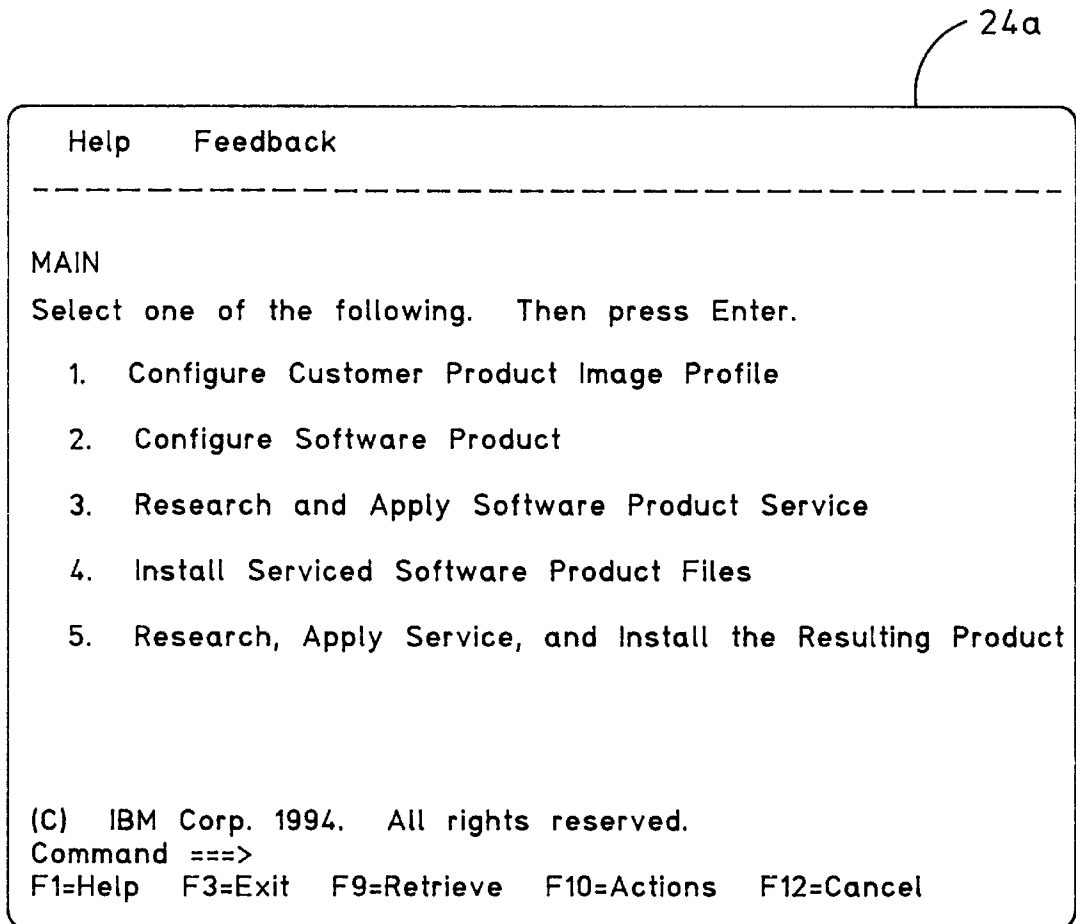 24a
Help Feedback
MAIN
Select one of the following. Then press Enter.
1. Configure Customer Product Image Profile
2. Configure Software Product
3. Research and Apply Software Product Service
4. Install Serviced Software Product Files
5. Research, Apply Service, and Install the Resulting Product
(C) IBM Corp. 1994. All rights reserved.
Command ===>
F1=Help F3=Exit F9=Retrieve F10=Actions F12=Cancel